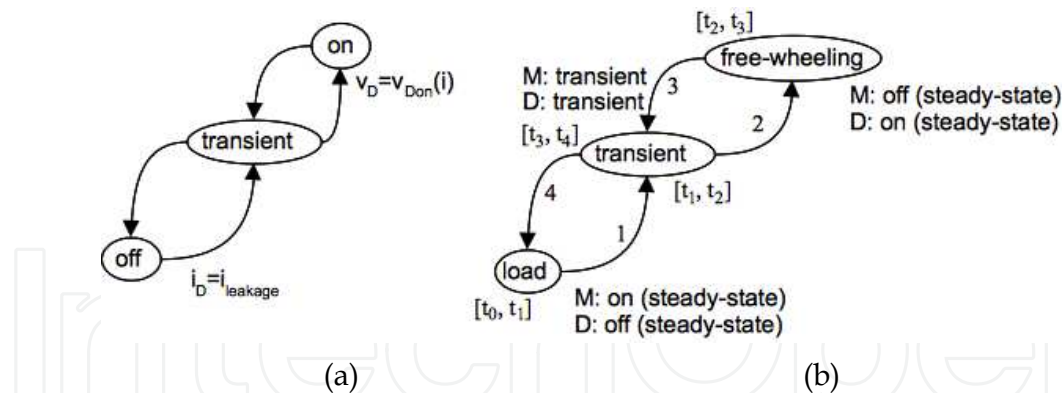 on
v_D=v_Don(i)
transient
off
i_D=i_leakage
(a)
[t₂, t₃]
free-wheeling
M: transient
D: transient
3
M: off (steady-state)
D: on (steady-state)
2
[t₃, t₄]
transient
[t₁, t₂]
4
1
load
[t₀, t₁]
M: on (steady-state)
D: off (steady-state)
(b)